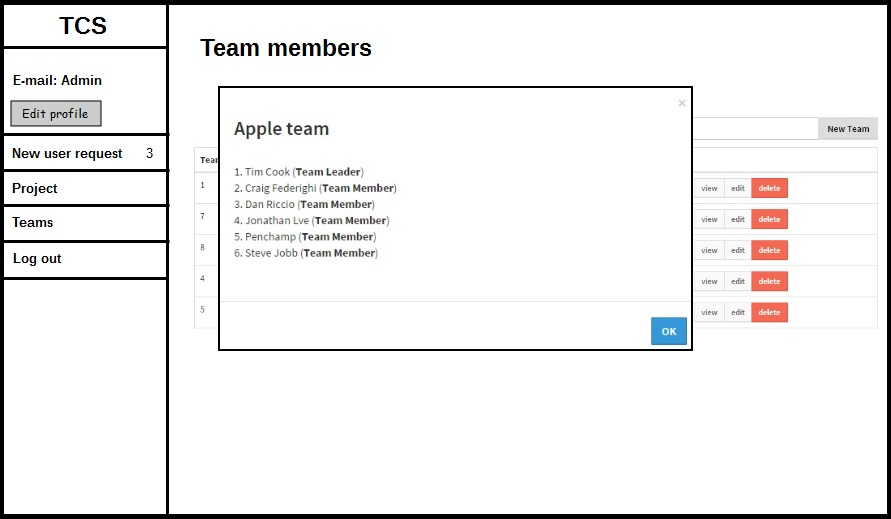 TCS
E-mail: Admin
Edit profile
New user request 3
Project
Teams
Log out
Team members
New Team
1 view edit delete
7 view edit delete
8 view edit delete
4 view edit delete
5 view edit delete
×
Apple team
1. Tim Cook (Team Leader)
2. Craig Federighi (Team Member)
3. Dan Riccio (Team Member)
4. Jonathan Lve (Team Member)
5. Penchamp (Team Member)
6. Steve Jobb (Team Member)
OK